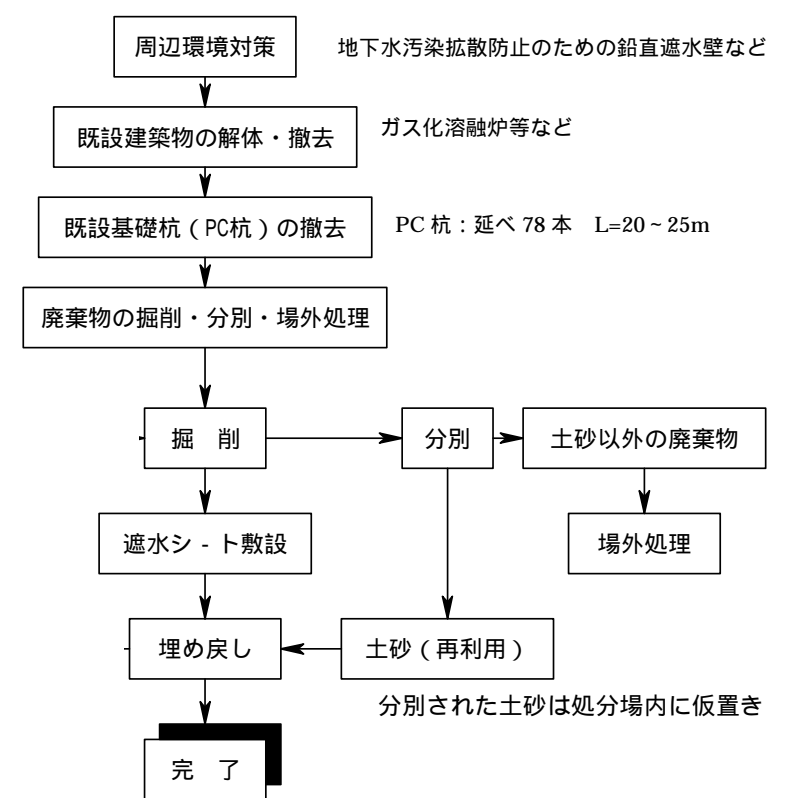 周辺環境対策　地下水汚染拡散防止のための鉛直遮水壁など
既設建築物の解体・撤去　ガス化溶融炉等など
既設基礎杭（PC杭）の撤去　PC 杭：延べ 78 本　L=20～25m
廃棄物の掘削・分別・場外処理
掘　削　分別　土砂以外の廃棄物
遮水シ‐ト敷設　場外処理
埋め戻し　土砂（再利用）
分別された土砂は処分場内に仮置き
完　了